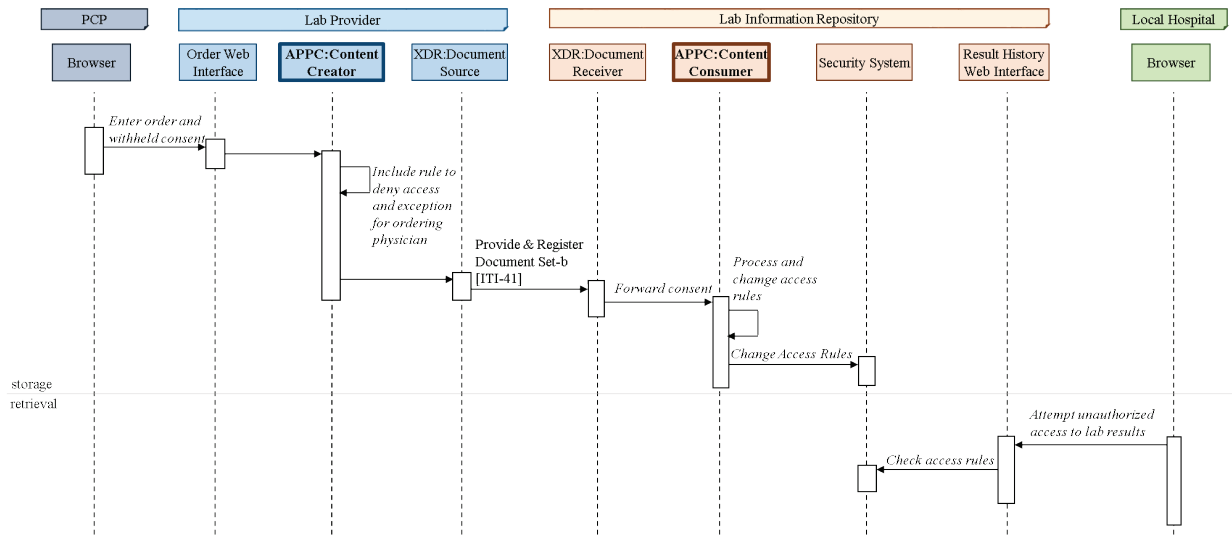 PCP
Lab Provider
Lab Information Repository
Local Hospital
Browser
Order Web
Interface
APPC:Content
Creator
XDR:Document
Source
XDR:Document
Receiver
APPC:Content
Consumer
Security System
Result History
Web Interface
Browser
Enter order and
withheld consent
Include rule to
deny access
and exception
for ordering
physician
Provide & Register
Document Set-b
[ITI-41]
Forward consent
Process and
chamge access
rules
Change Access Rules
storage
retrieval
Attempt unauthorized
access to lab results
Check access rules